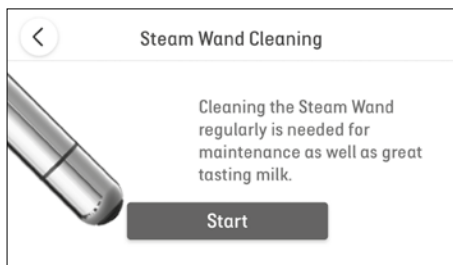 Steam Wand Cleaning
Cleaning the Steam Wand
regularly is needed for
maintenance as well as great
tasting milk.
Start